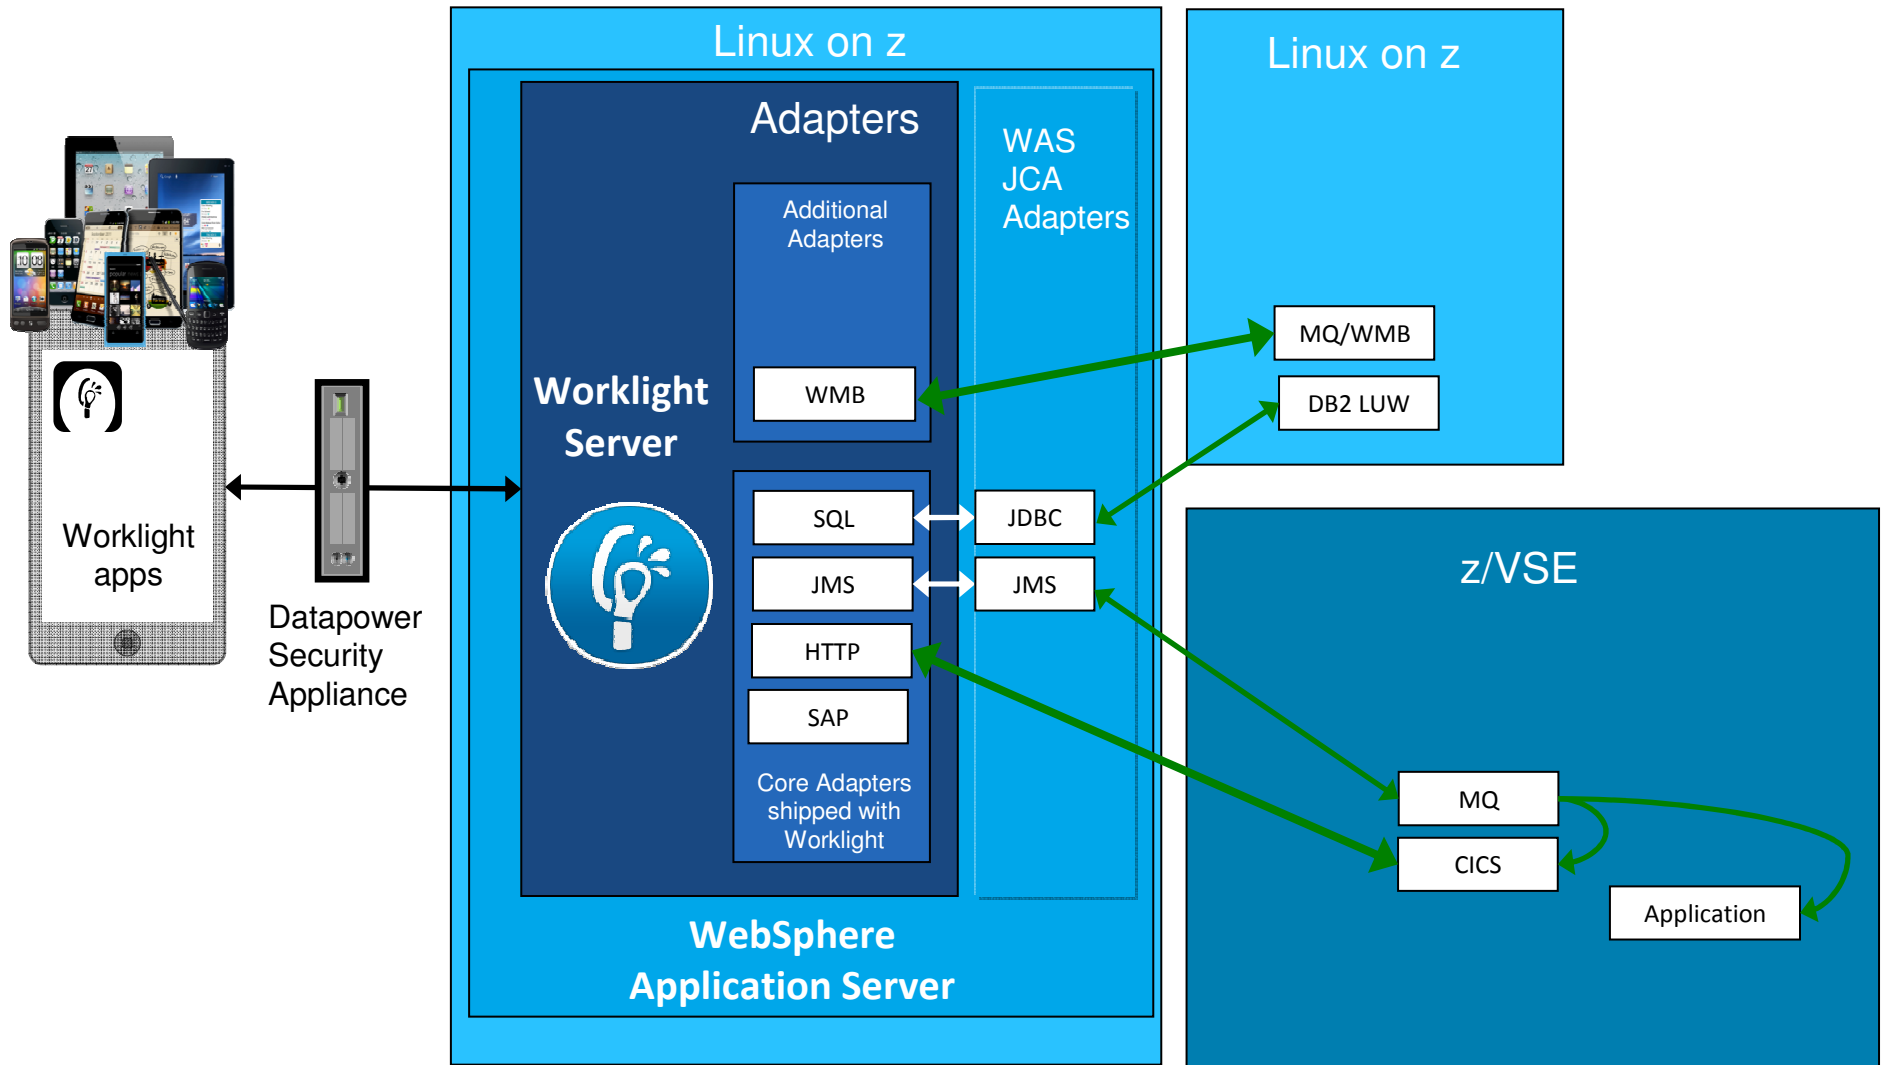 Linux on z
Linux on z
Adapters
WAS
JCA
Adapters
Additional
Adapters
MQ/WMB
WMB
DB2 LUW
Worklight
Server
SQL
JDBC
JMS
JMS
HTTP
SAP
Core Adapters
shipped with
Worklight
WebSphere
Application Server
Worklight
apps
Datapower
Security
Appliance
z/VSE
MQ
CICS
Application